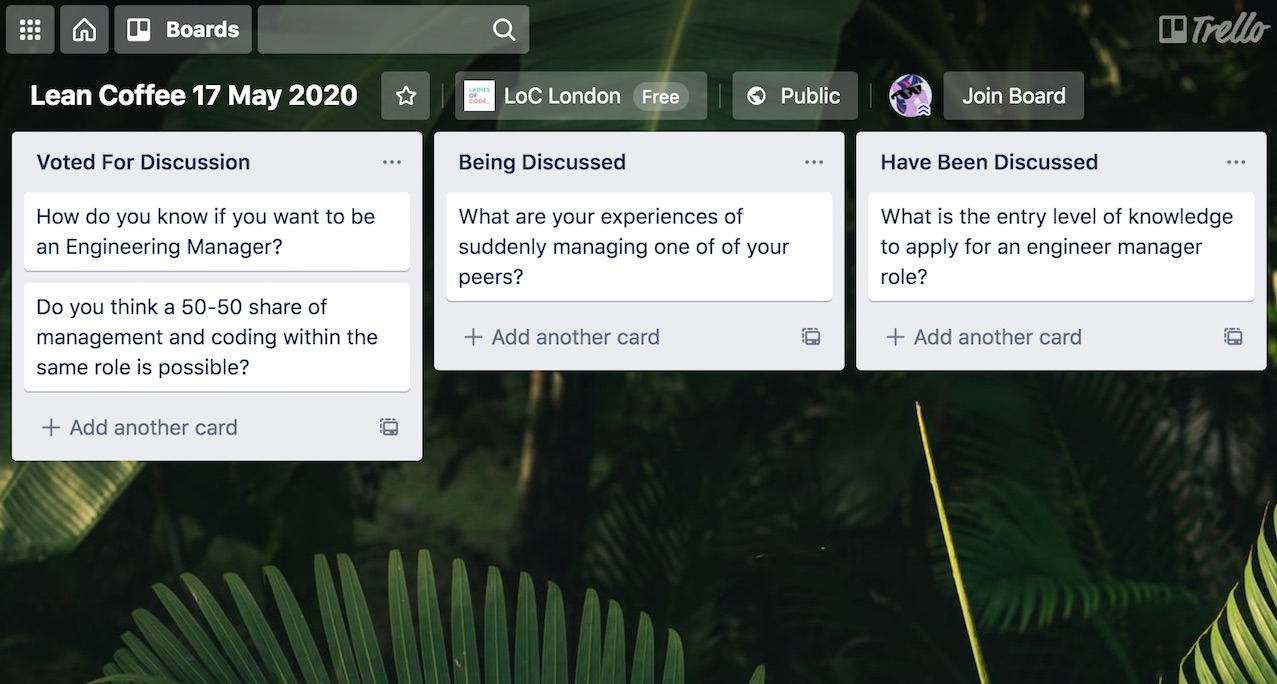 Boards
Trello
Lean Coffee 17 May 2020
LADIES
OF
CODE_
LoC London
Free
Public
Join Board
Voted For Discussion
How do you know if you want to be
an Engineering Manager?
Do you think a 50-50 share of
management and coding within the
same role is possible?
+ Add another card
Being Discussed
What are your experiences of
suddenly managing one of of your
peers?
+ Add another card
Have Been Discussed
What is the entry level of knowledge
to apply for an engineer manager
role?
+ Add another card